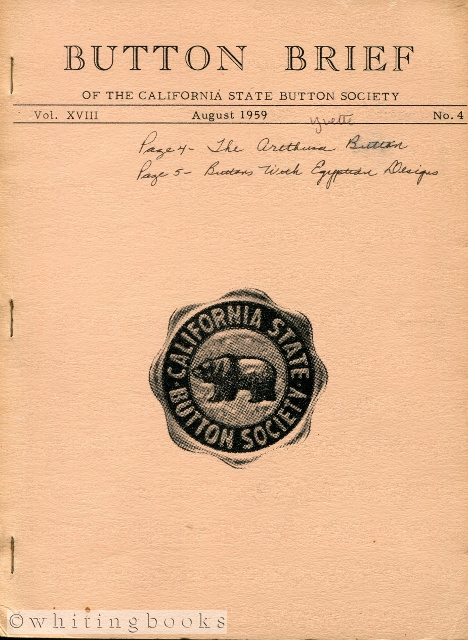 BUTTON BRIEF
OF THE CALIFORNIA STATE BUTTON SOCIETY
Vol. XVIII August 1959 No. 4
Yvette
Page 4- The Arethusa Button
Page 5- Buttons With Egyptian Designs
CALIFORNIA STATE
BUTTON SOCIETY
©whitingbooks